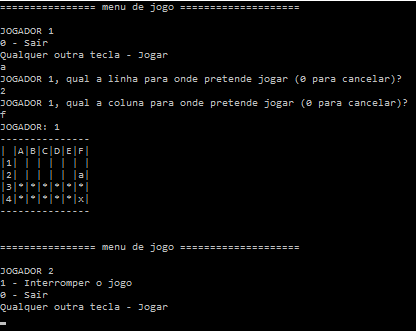 ================ menu de jogo ====================
JOGADOR 1
0 - Sair
Qualquer outra tecla - Jogar
a
JOGADOR 1, qual a linha para onde pretende jogar (0 para cancelar)?
2
JOGADOR 1, qual a coluna para onde pretende jogar (0 para cancelar)?
f
JOGADOR: 1
---------------
| |A|B|C|D|E|F|
|1| | | | | | |
|2| | | | | |a|
|3|*|*|*|*|*|*|
|4|*|*|*|*|*|x|
---------------
================ menu de jogo ====================
JOGADOR 2
1 - Interromper o jogo
0 - Sair
Qualquer outra tecla - Jogar